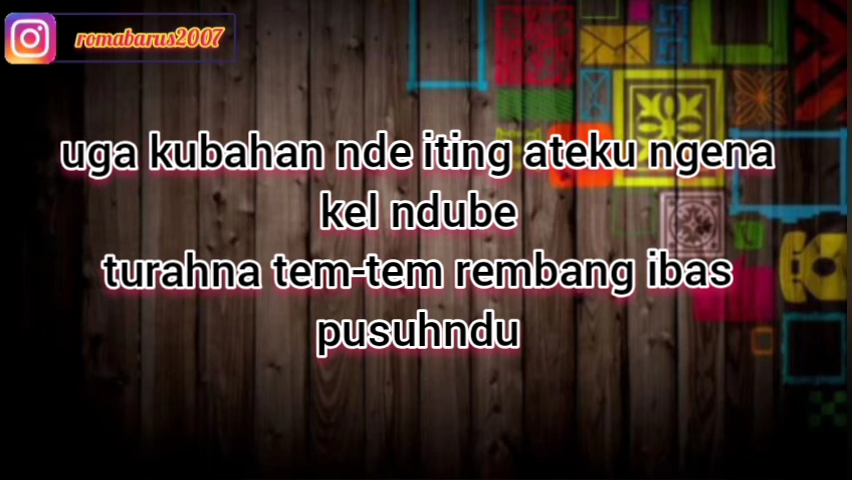 romabarus2007
uga kubahan nde iting ateku ngena
kel ndube
turahna tem-tem rembang ibas
pusuhndu